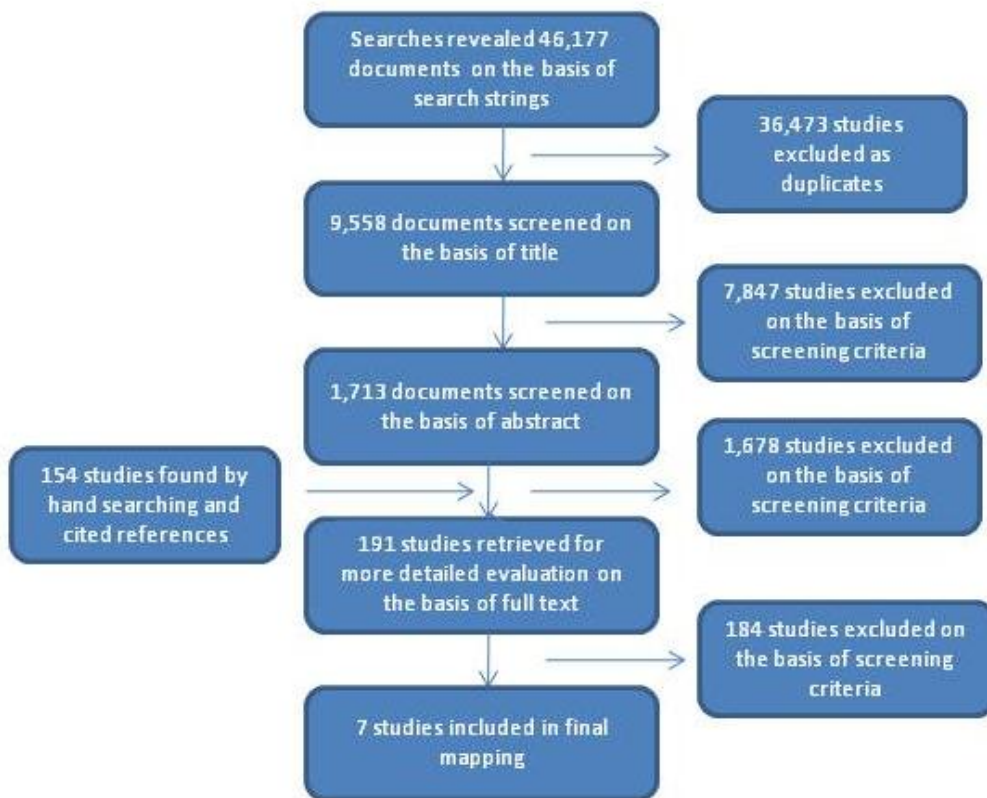 Searches revealed 46,177
documents on the basis of
search strings
36,473 studies
excluded as
duplicates
9,558 documents screened on
the basis of title
7,847 studies excluded
on the basis of
screening criteria
1,713 documents screened on
the basis of abstract
1,678 studies excluded
on the basis of
screening criteria
154 studies found by
hand searching and
cited references
191 studies retrieved for
more detailed evaluation on
the basis of full text
184 studies excluded on
the basis of screening
criteria
7 studies included in final
mapping